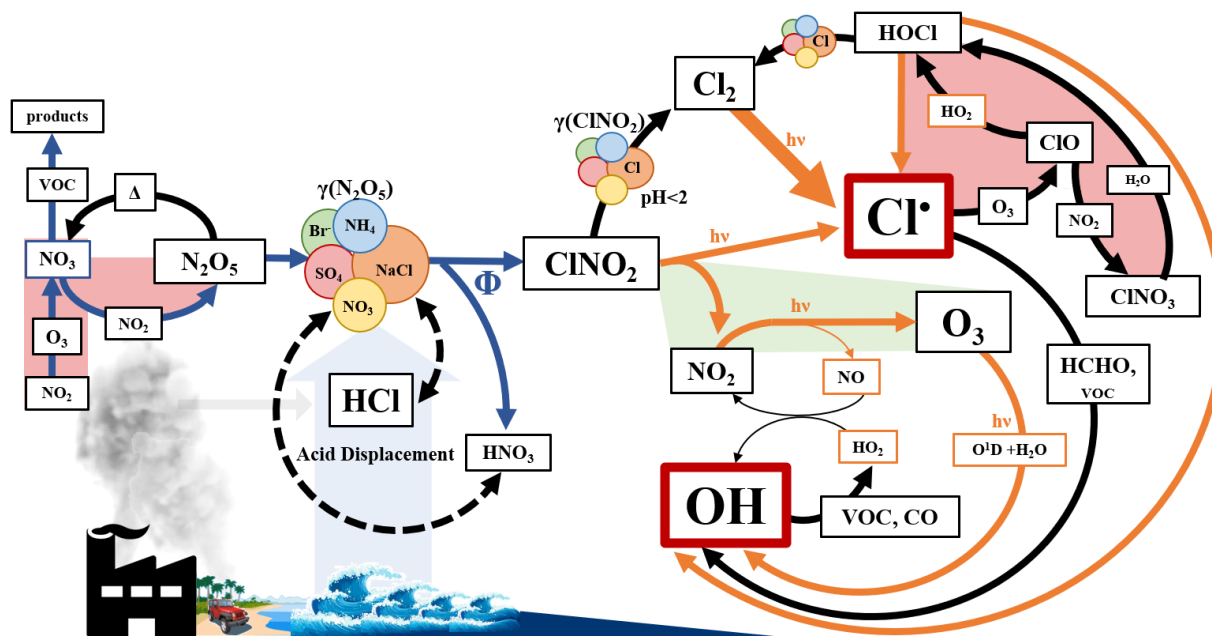 products
VOC
Δ
NO₃
N₂O₅
O₃
NO₂
NO₂
γ(N₂O₅)
Br⁻
NH₄
SO₄
NaCl
NO₃
Φ
HCl
Acid Displacement
HNO₃
ClNO₂
γ(ClNO₂)
Cl
pH<2
Cl₂
Cl
HOCl
hν
hν
HO₂
ClO
H₂O
Cl•
O₃
NO₂
ClNO₃
hν
O₃
NO₂
NO
HCHO,
VOC
hν
HO₂
O¹D +H₂O
OH
VOC, CO